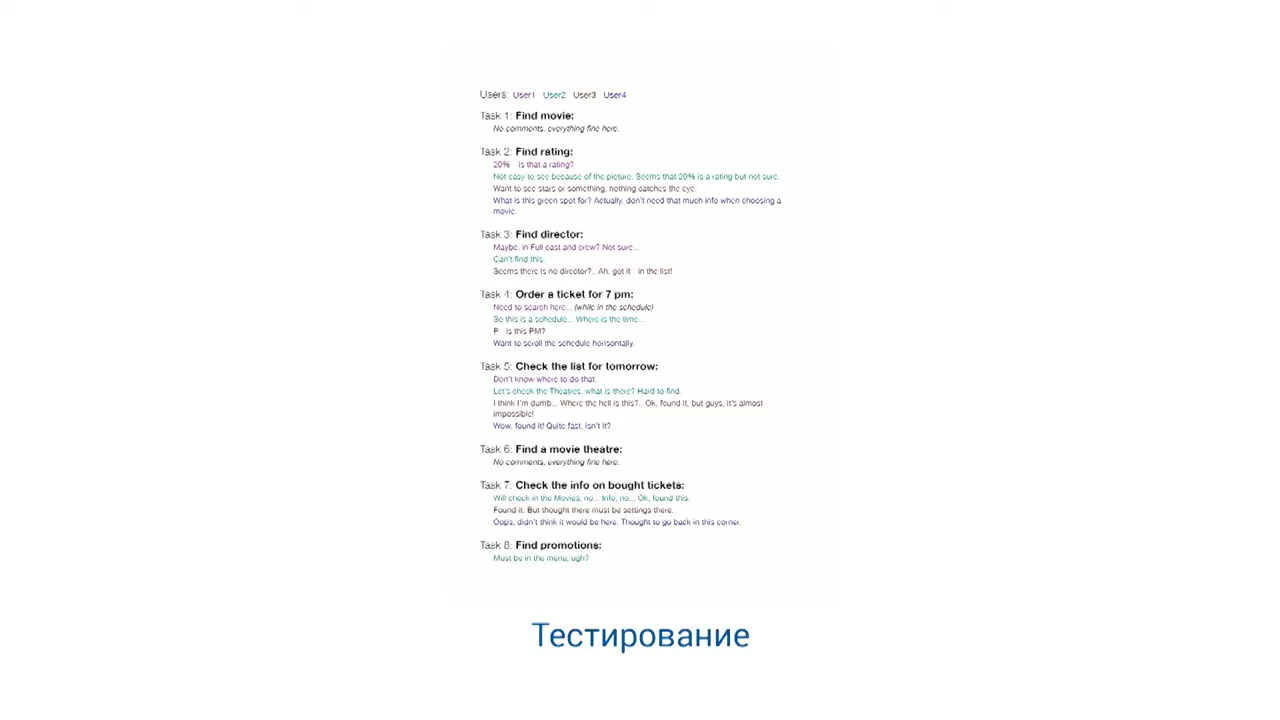 Users: User1 User2 User3 User4
Task 1: Find movie:
No comments, everything fine here.
Task 2: Find rating:
20% is that a rating?
Not easy to see because of the picture. Seems that 20% is a rating but not sure.
Want to see stars or something, nothing catches the eye.
What is this green spot for? Actually, don't need that much info when choosing a
movie.
Task 3: Find director:
Maybe, in Full cast and crew? Not sure...
Can't find this.
Seems there is no director?.. Ah, got it in the list!
Task 4: Order a ticket for 7 pm:
Need to search here... (while in the schedule)
So this is a schedule... Where is the time...
P is this PM?
Want to scroll the schedule horisontally.
Task 5: Check the list for tomorrow:
Don't know where to do that.
Let's check the Theatres, what is there? Hard to find.
I think I'm dumb... Where the hell is this?.. Ok, found it, but guys, it's almost
impossible!
Wow, found it! Quite fast, isn't it?
Task 6: Find a movie theatre:
No comments, everything fine here.
Task 7: Check the info on bought tickets:
Will check in the Movies, no... Info, no... Ok, found this.
Found it. But thought there must be settings there.
Oops, didn't think it would be here. Thought to go back in this corner.
Task 8: Find promotions:
Must be in the menu, ugh?
Тестирование